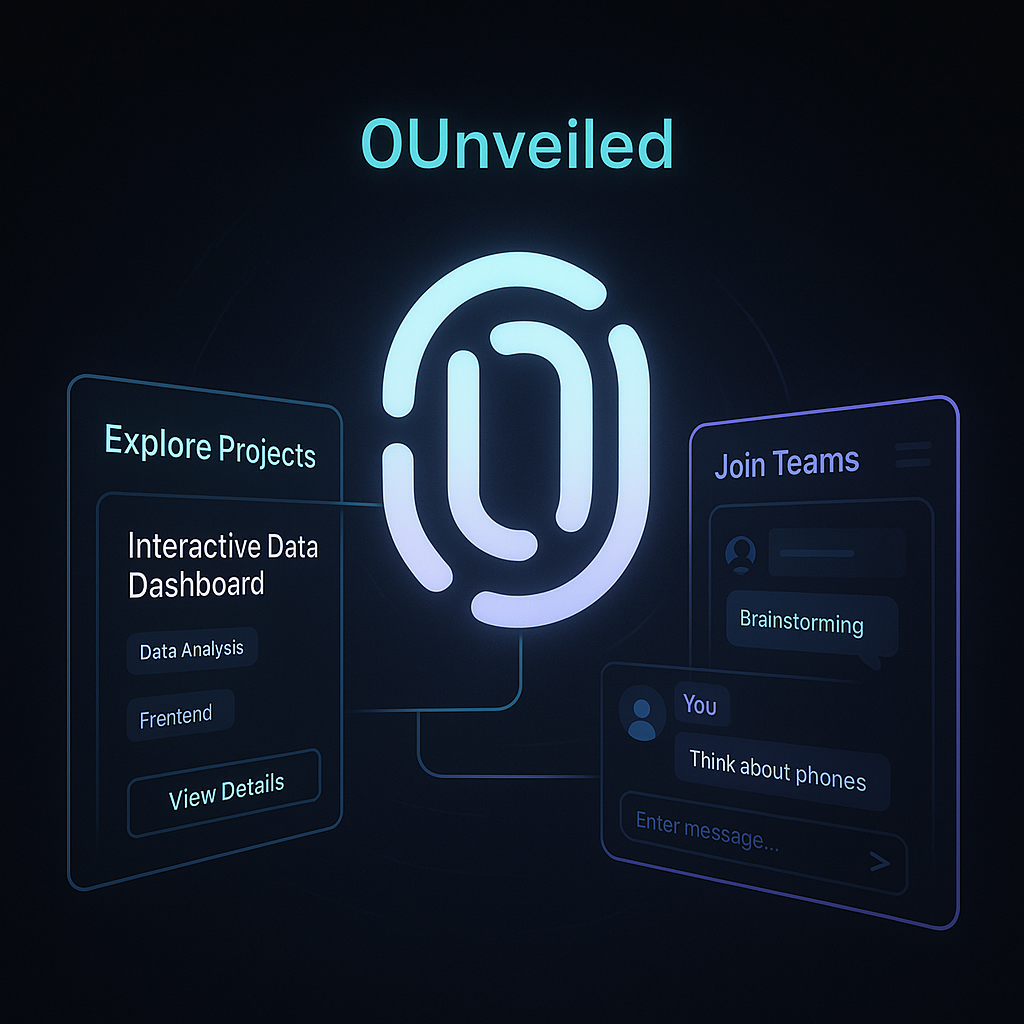 0Unveiled
Explore Projects
Interactive Data
Dashboard
Data Analysis
Frentend
View Details
Join Teams
Brainstorming
You
Think about phones
Enter message...